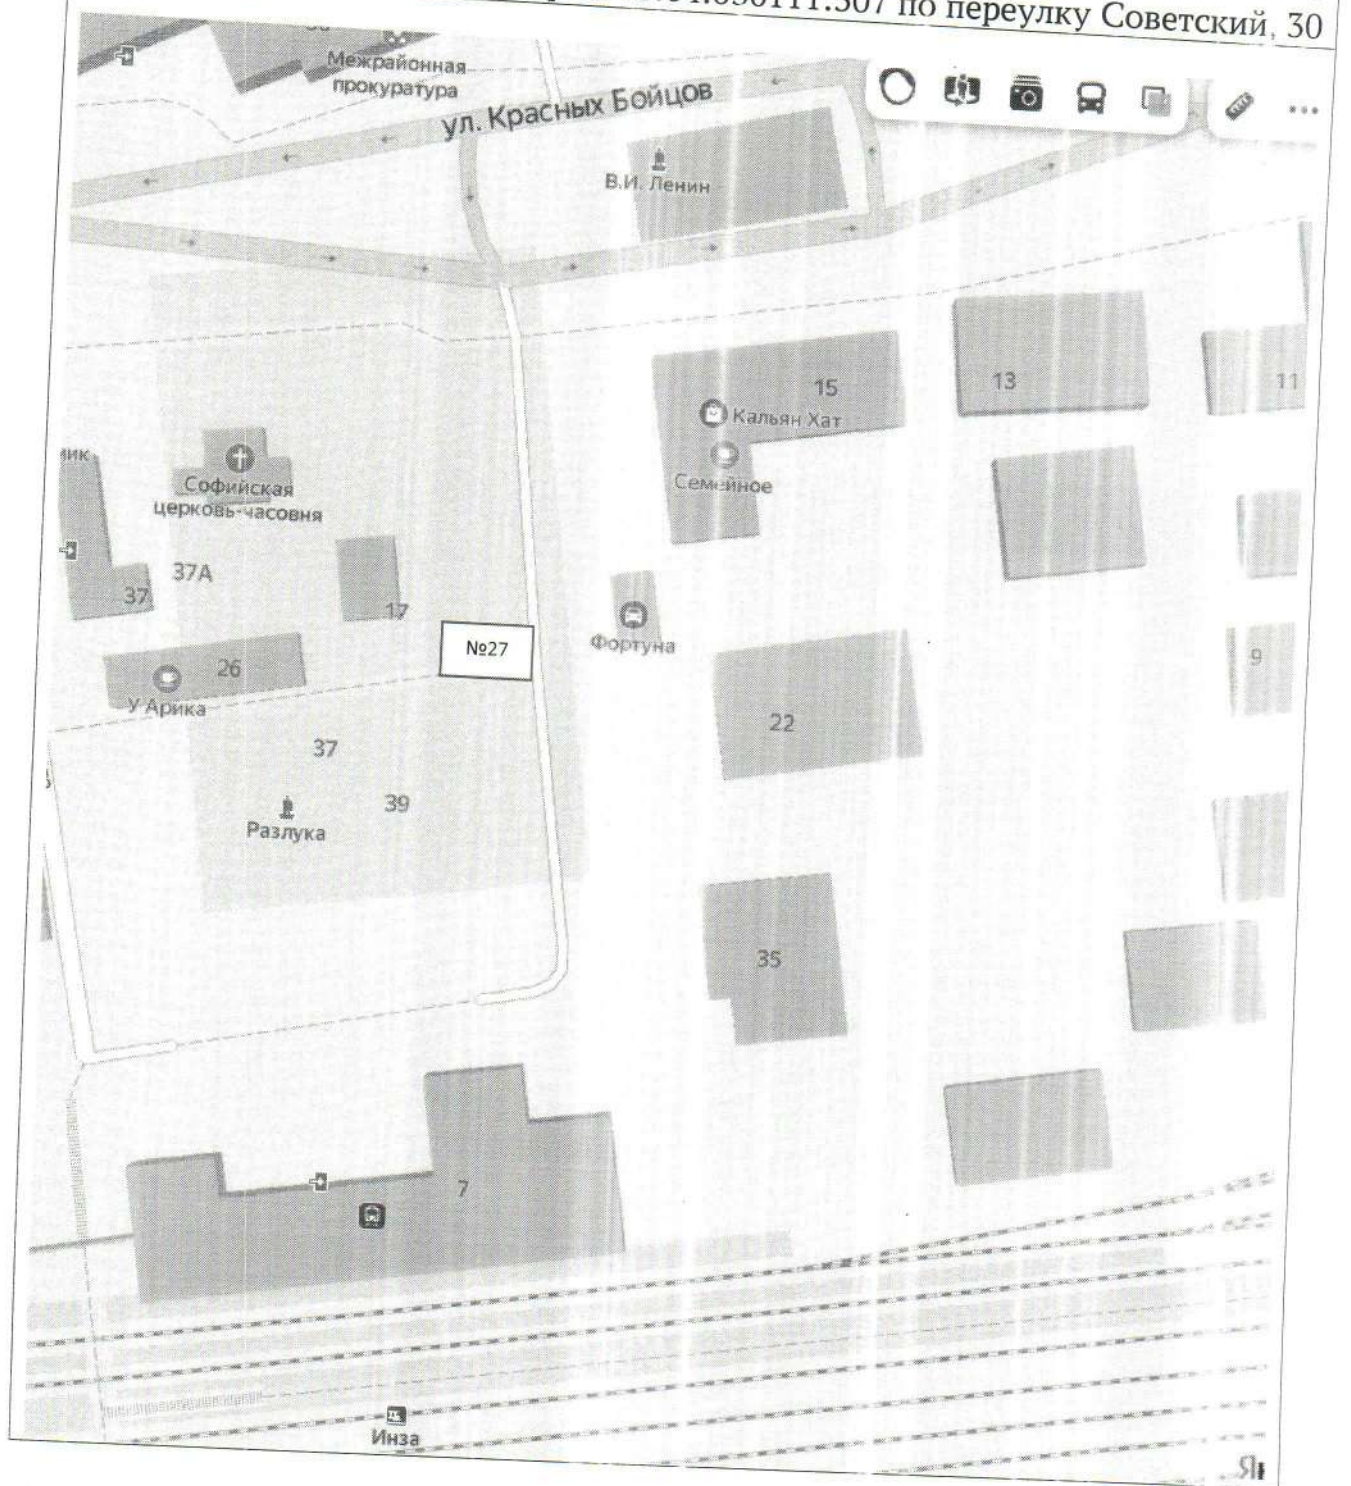 по переулку Советский, 30
Межрайонная
прокуратура
ул. Красных Бойцов
В.И. Ленин
15
13
11
Кальян Хат
Семейное
Софийская
церковь-часовня
37А
37
17
№27
Фортуна
26
У Арика
9
22
37
39
Разлука
35
7
Инза